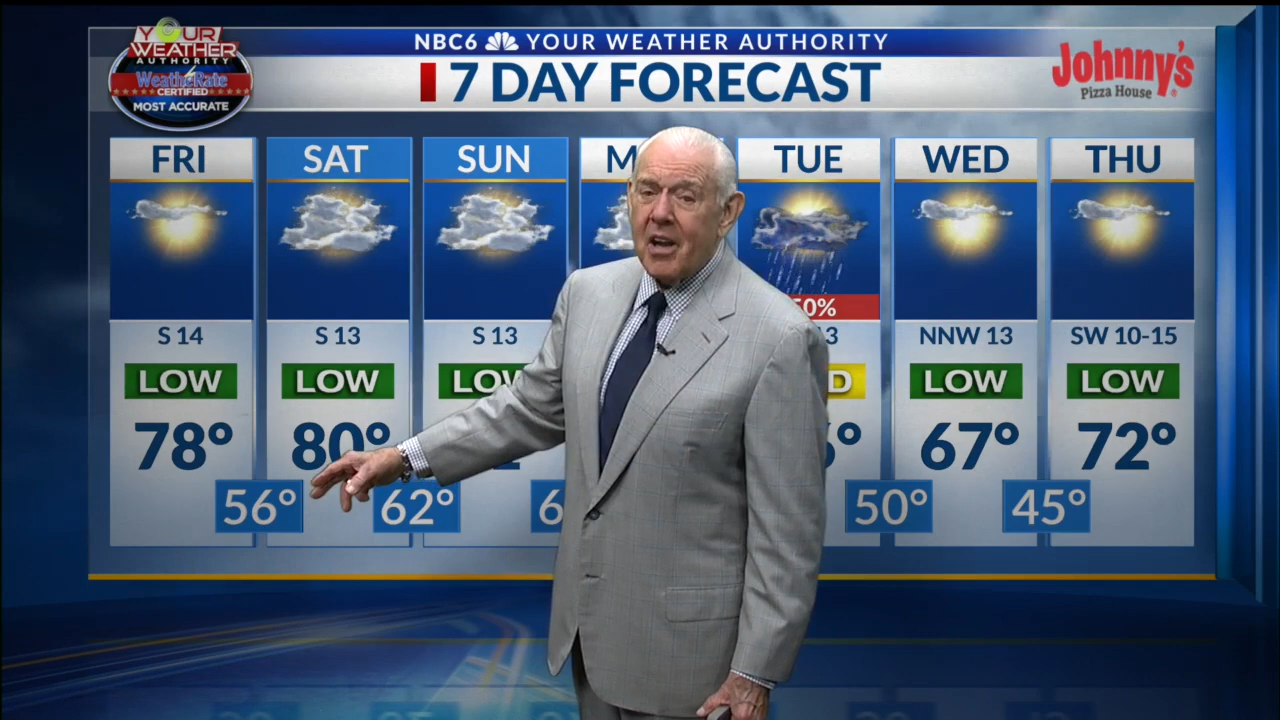 YOUR
WEATHER
AUTHORITY
WeatheRate
CERTIFIED
MOST ACCURATE
NBC6 YOUR WEATHER AUTHORITY
7 DAY FORECAST
Johnny's
Pizza House
FRI SAT SUN TUE WED THU
S 14 S 13 S 13 NNW 13 SW 10-15
LOW LOW LOW LOW
78° 80° 67° 72°
56° 62° 50° 45°